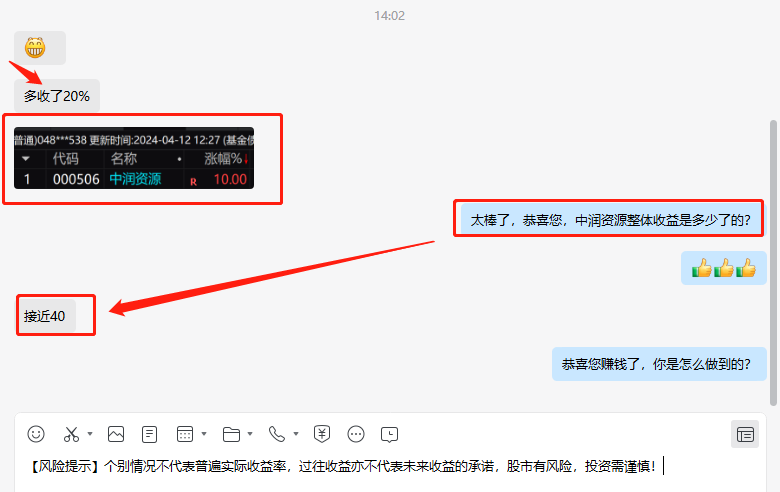 14:02
多收了20%
普通)048***538 更新时间:2024-04-12 12:27 (基金债
代码 名称 涨幅%↓
1 000506 中润资源 R 10.00
太棒了，恭喜您，中润资源整体收益是多少了的？
接近40
恭喜您赚钱了，你是怎么做到的？
【风险提示】个别情况不代表普遍实际收益率，过往收益亦不代表未来收益的承诺，股市有风险，投资需谨慎！